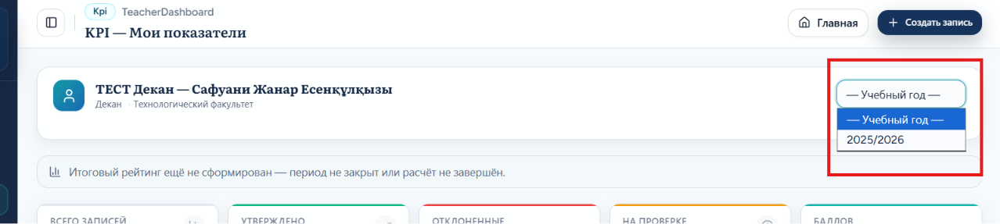 Kpi TeacherDashboard
KPI — Мои показатели
Главная
+ Создать запись
ТЕСТ Декан — Сафуани Жанар Есенқұлқызы
Декан · Технологический факультет
— Учебный год —
— Учебный год —
2025/2026
Итоговый рейтинг ещё не сформирован — период не закрыт или расчёт не завершён.
ВСЕГО ЗАПИСЕЙ
УТВЕРЖДЕНО
ОТКЛОНЕННЫЕ
НА ПРОВЕРКЕ
БАЛЛОВ